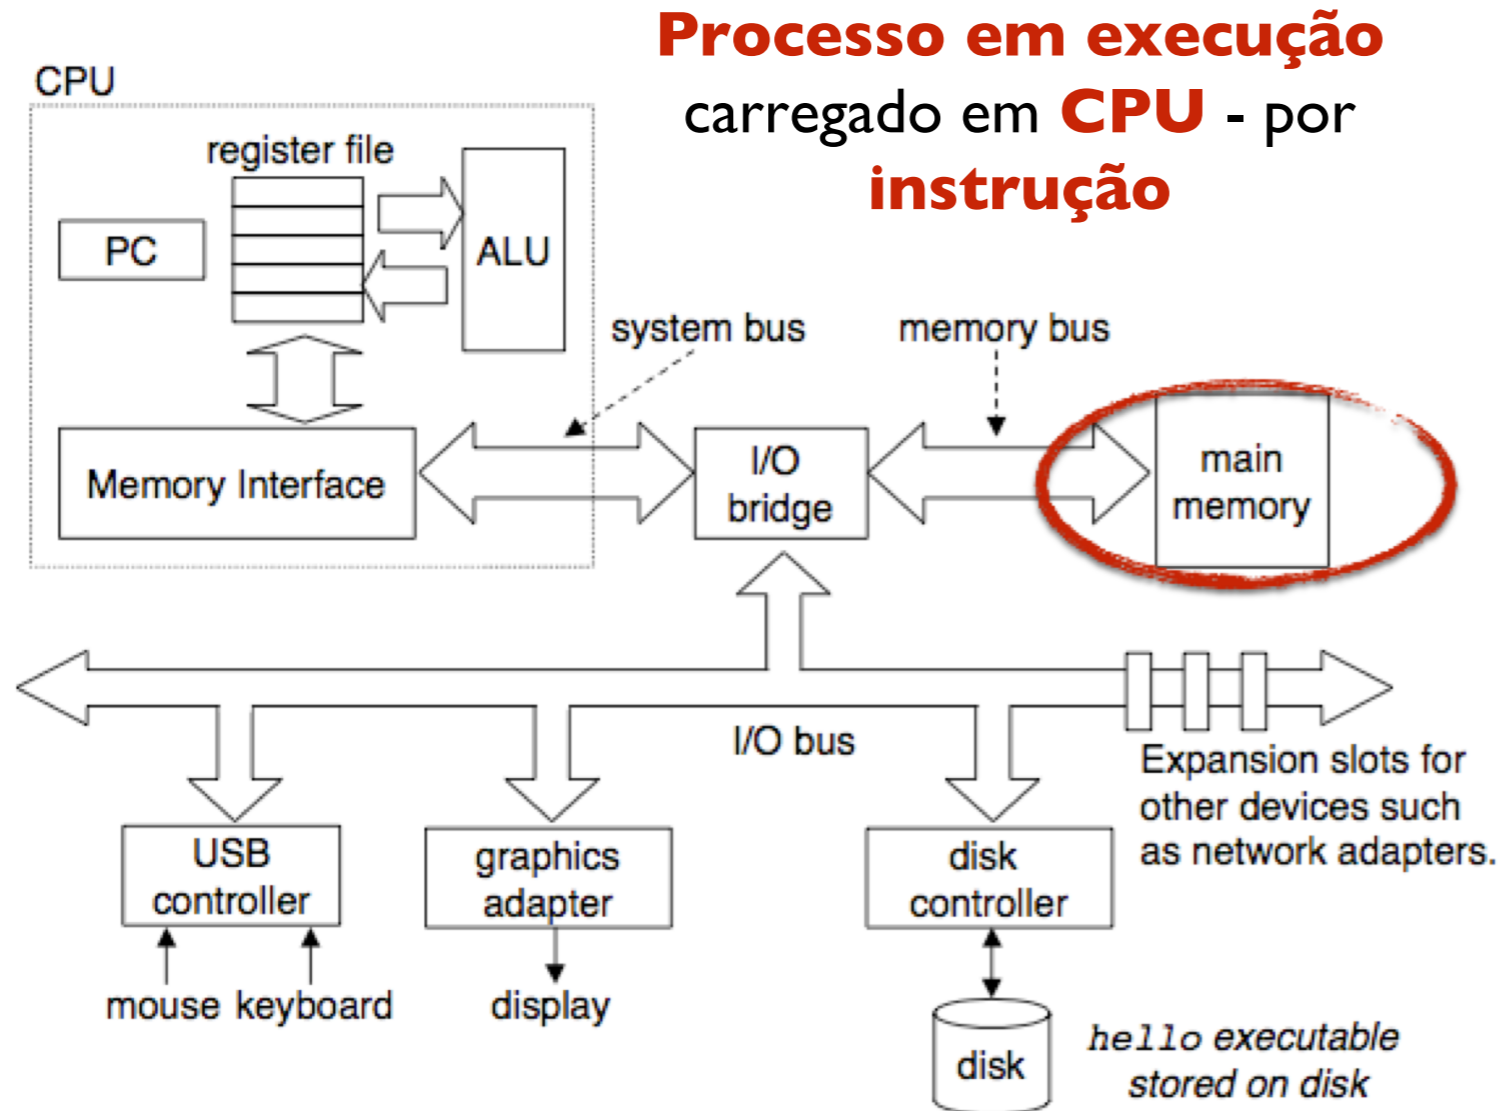 Processo em execução
carregado em CPU - por
instrução
CPU
register file
PC
ALU
system bus
memory bus
Memory Interface
I/O
bridge
main
memory
I/O bus
Expansion slots for
other devices such
as network adapters.
USB
controller
graphics
adapter
disk
controller
mouse keyboard
display
disk
hello executable
stored on disk